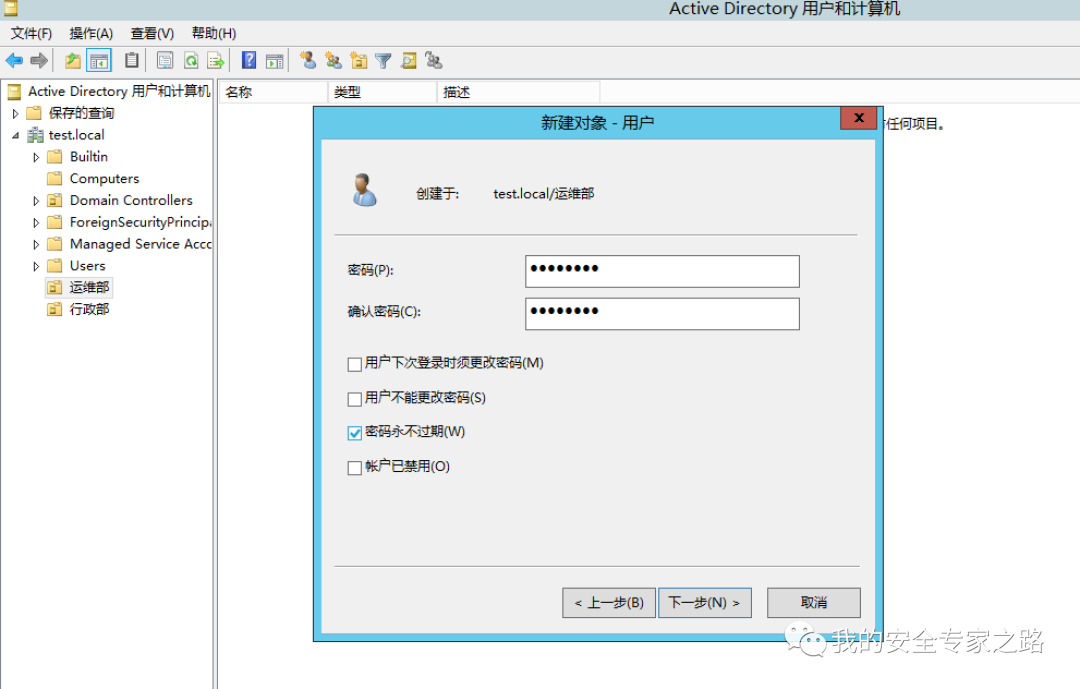 Active Directory 用户和计算机
文件(F) 操作(A) 查看(V) 帮助(H)
Active Directory 用户和计算机
保存的查询
test.local
Builtin
Computers
Domain Controllers
ForeignSecurityPrincipa
Managed Service Acco
Users
运维部
行政部
名称 类型 描述
任何项目。
新建对象 - 用户
x
创建于: test.local/运维部
密码(P): ●●●●●●●●
确认密码(C): ●●●●●●●●
用户下次登录时须更改密码(M)
用户不能更改密码(S)
密码永不过期(W)
帐户已禁用(O)
< 上一步(B) 下一步(N) > 取消
我的安全专家之路